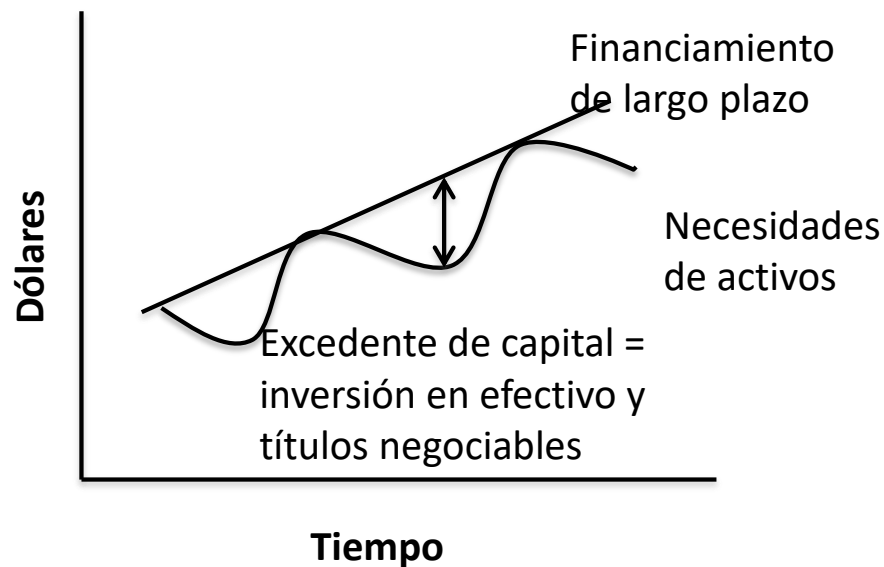 Financiamiento
de largo plazo
Dólares
Necesidades
de activos
Excedente de capital =
inversión en efectivo y
títulos negociables
Tiempo